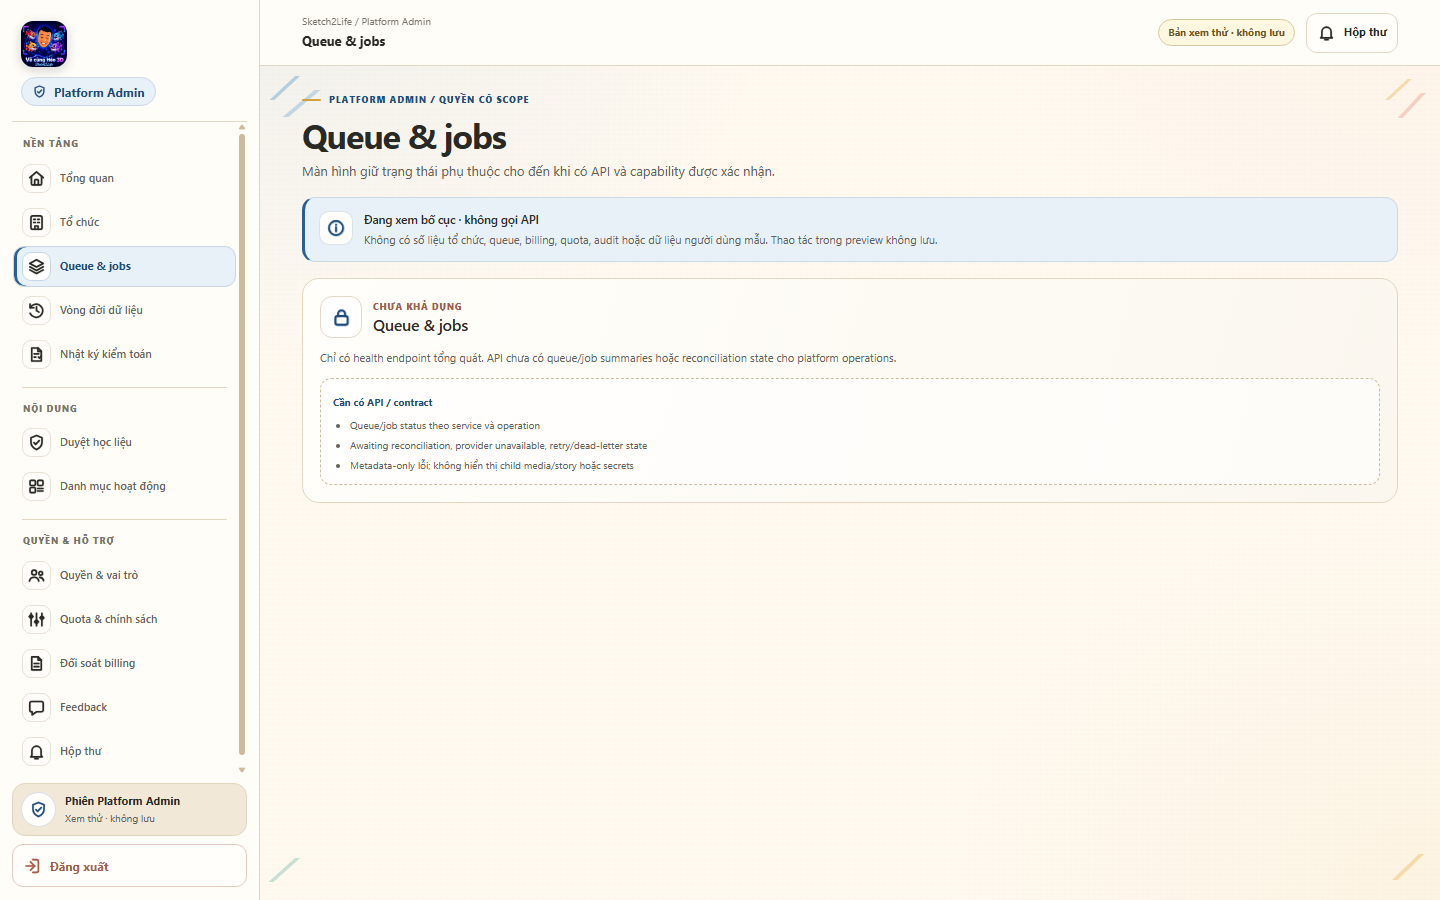 Vẽ cùng Héo 3D
Platform Admin
NỀN TẢNG
Tổng quan
Tổ chức
Queue & jobs
Vòng đời dữ liệu
Nhật ký kiểm toán
NỘI DUNG
Duyệt học liệu
Danh mục hoạt động
QUYỀN & HỖ TRỢ
Quyền & vai trò
Quota & chính sách
Đối soát billing
Feedback
Hộp thư
Phiên Platform Admin
Xem thử · không lưu
Đăng xuất
Sketch2Life / Platform Admin
Queue & jobs
Bản xem thử · không lưu
Hộp thư
PLATFORM ADMIN / QUYỀN CÓ SCOPE
Queue & jobs
Màn hình giữ trạng thái phụ thuộc cho đến khi có API và capability được xác nhận.
Đang xem bố cục · không gọi API
Không có số liệu tổ chức, queue, billing, quota, audit hoặc dữ liệu người dùng mẫu. Thao tác trong preview không lưu.
CHƯA KHẢ DỤNG
Queue & jobs
Chỉ có health endpoint tổng quát. API chưa có queue/job summaries hoặc reconciliation state cho platform operations.
Cần có API / contract
Queue/job status theo service và operation
Awaiting reconciliation, provider unavailable, retry/dead-letter state
Metadata-only lỗi; không hiển thị child media/story hoặc secrets